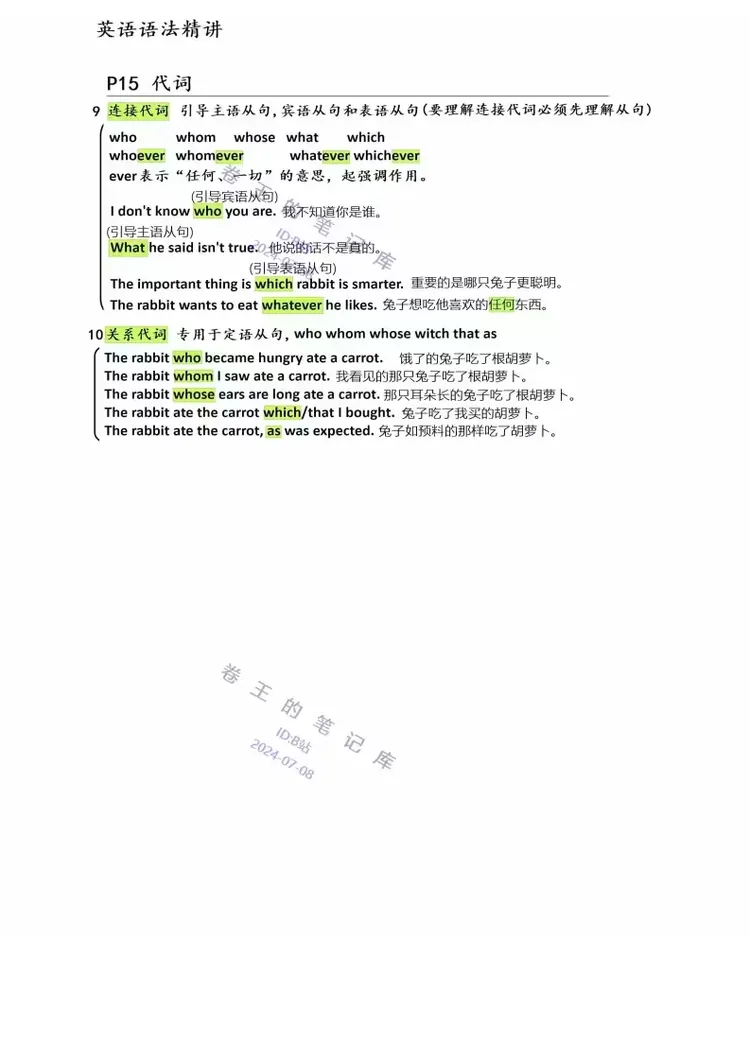 英语语法精讲
P15 代词
9 连接代词 引导主语从句,宾语从句和表语从句(要理解连接代词必须先理解从句)
who whom whose what which
whoever whomever whatever whichever
ever表示“任何、一切”的意思，起强调作用。
(引导宾语从句)
I don't know who you are. 我不知道你是谁。
(引导主语从句)
What he said isn't true. 他说的话不是真的。
(引导表语从句)
The important thing is which rabbit is smarter. 重要的是哪只兔子更聪明。
The rabbit wants to eat whatever he likes. 兔子想吃他喜欢的任何东西。
10 关系代词 专用于定语从句, who whom whose witch that as
The rabbit who became hungry ate a carrot. 饿了的兔子吃了根胡萝卜。
The rabbit whom I saw ate a carrot. 我看见的那只兔子吃了根胡萝卜。
The rabbit whose ears are long ate a carrot. 那只耳朵长的兔子吃了根胡萝卜。
The rabbit ate the carrot which/that I bought. 兔子吃了我买的胡萝卜。
The rabbit ate the carrot, as was expected. 兔子如预料的那样吃了胡萝卜。
卷王的笔记库
ID:B站
2024-07-08
卷王的笔记库
ID:B站
2024-07-08